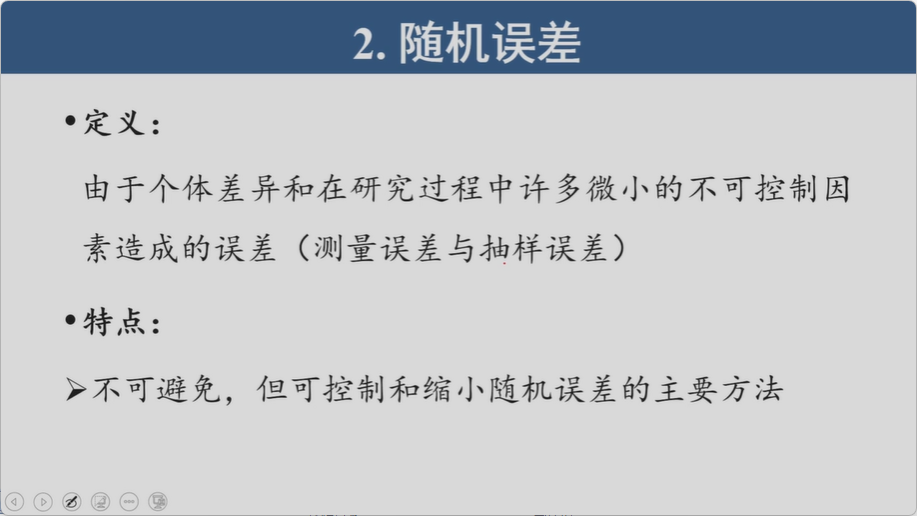 2. 随机误差
•定义：
由于个体差异和在研究过程中许多微小的不可控制因
素造成的误差（测量误差与抽样误差）
•特点：
➢不可避免，但可控制和缩小随机误差的主要方法